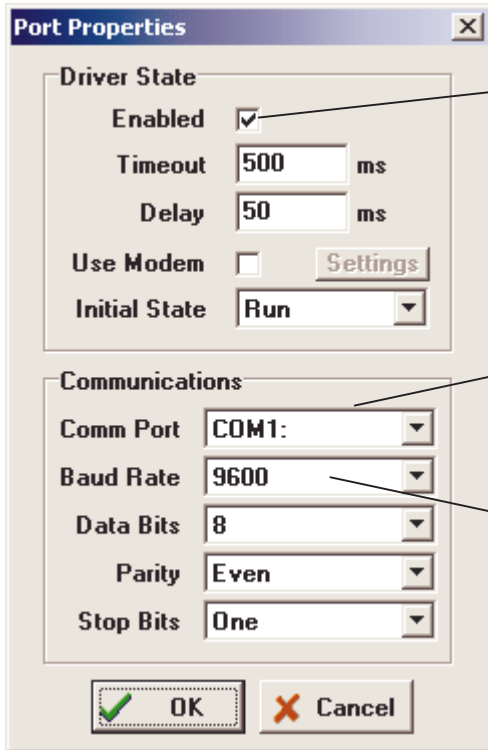 Port Properties
Driver State
Enabled
Timeout 500 ms
Delay 50 ms
Use Modem Settings
Initial State Run
Communications
Comm Port COM1:
Baud Rate 9600
Data Bits 8
Parity Even
Stop Bits One
OK Cancel